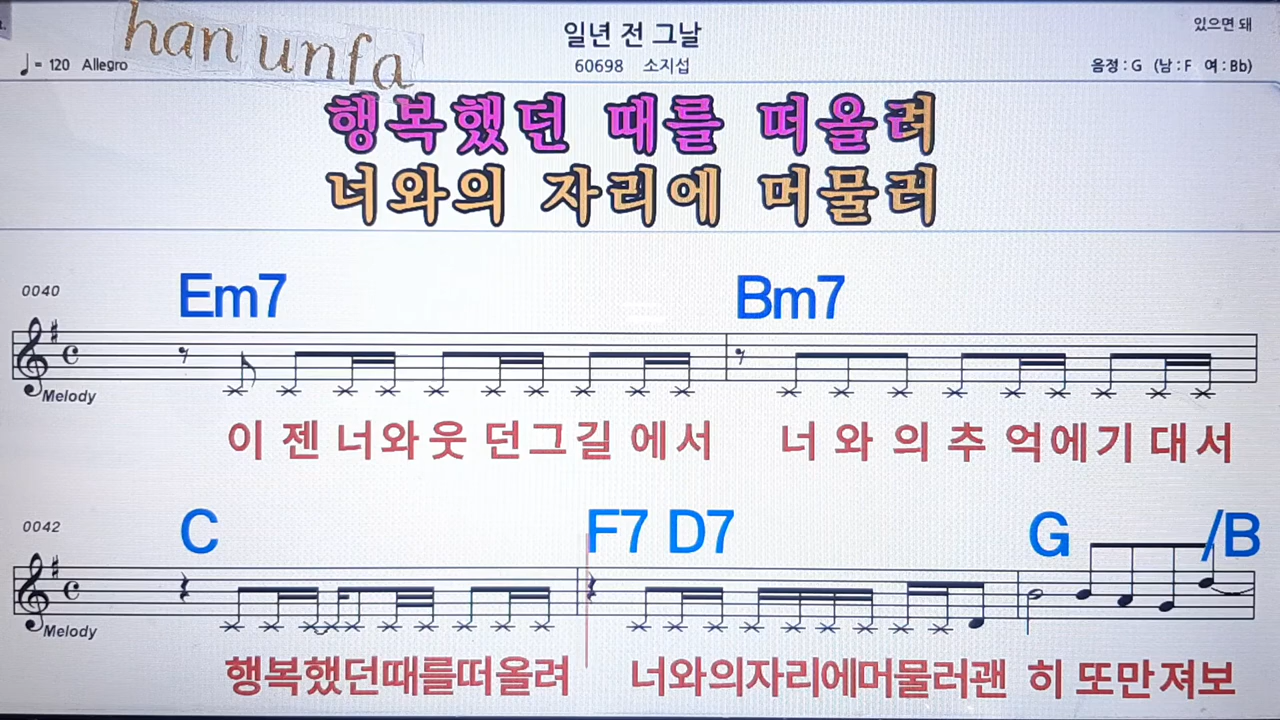 han unfa
일년 전 그날
있으면 돼
♩= 120 Allegro
60698 소지섭
음정 : G (남 : F 여 : Bb)
행복했던 때를 떠올려
너와의 자리에 머물러
0040
Em7 Bm7
Melody
이 젠 너와웃 던그길 에서 너 와 의 추 억에기 대서
0042
C F7 D7 G /B
Melody
행복했던때를떠올려 너와의자리에머물러괜 히 또만져보